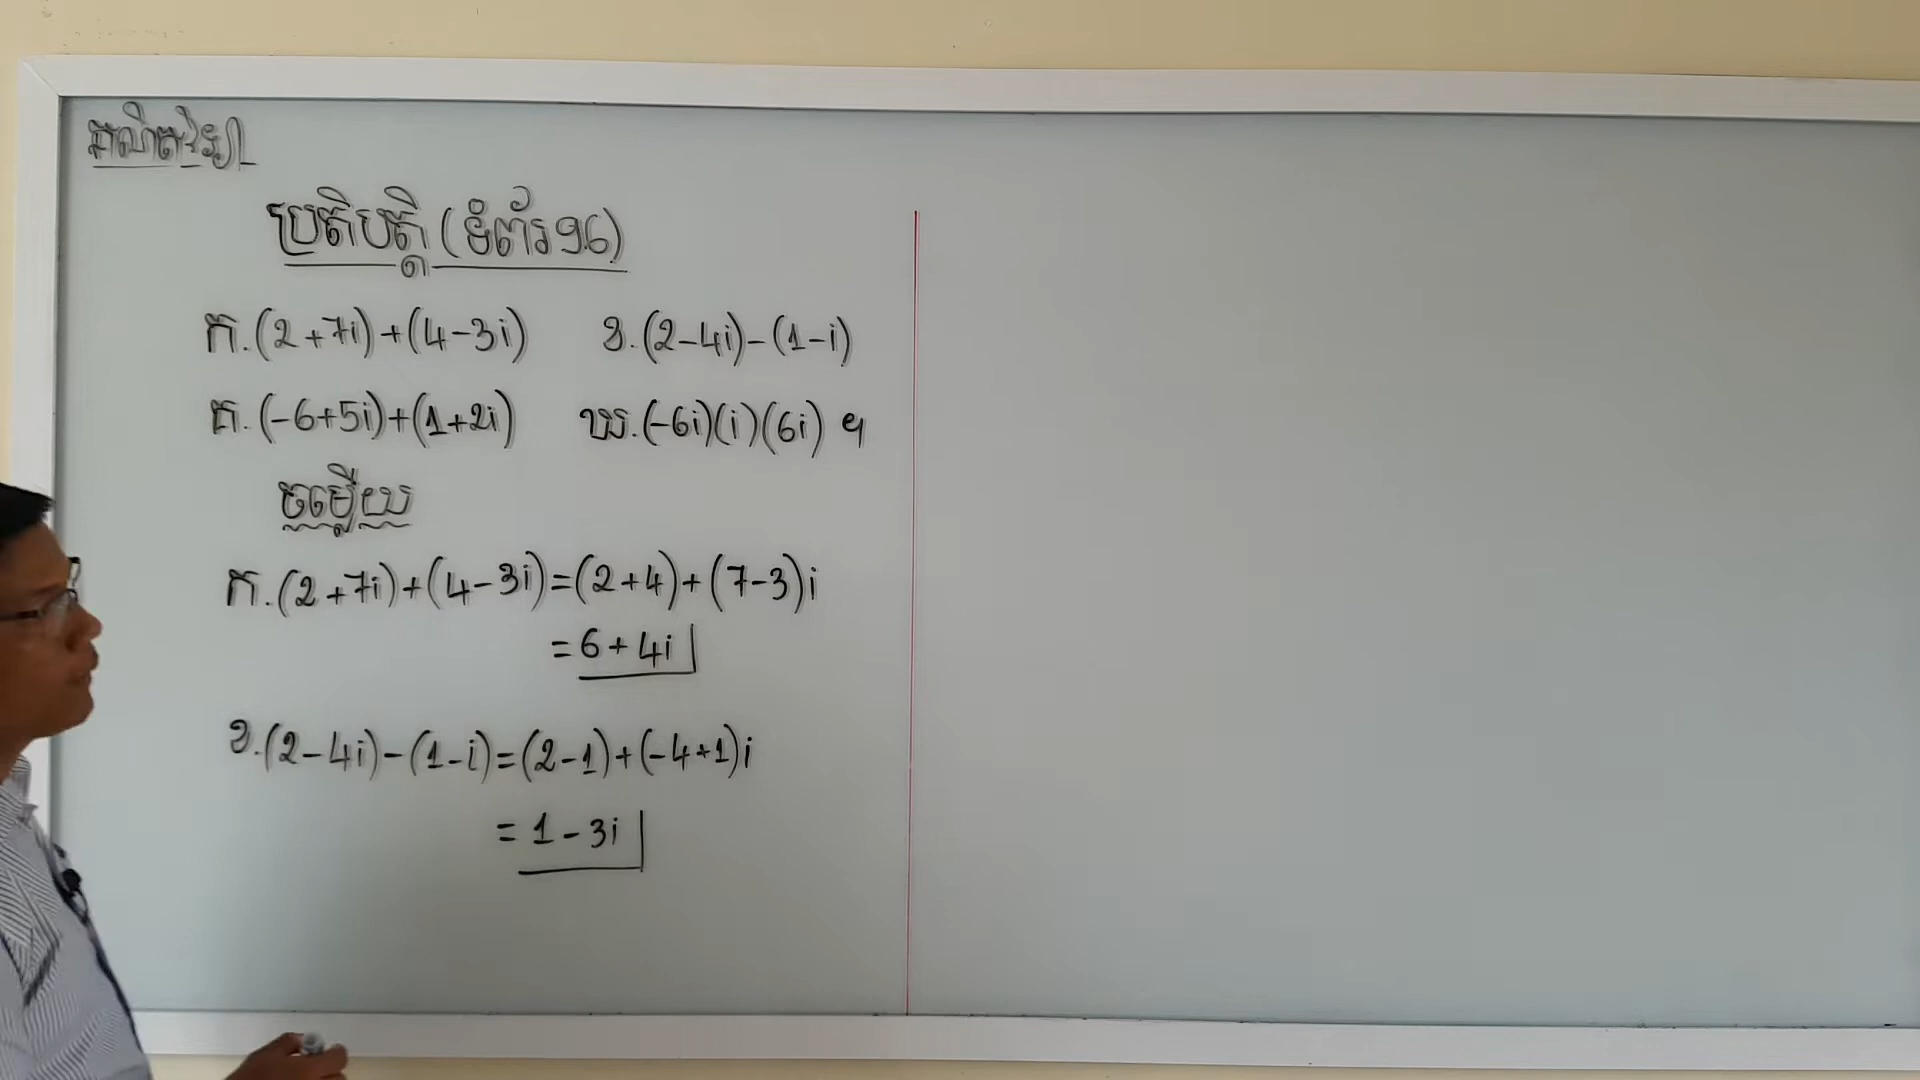 គណិតវិទ្យា
ប្រតិបត្តិ (ទំព័រ 96)
ក. (2+7i)+(4-3i) ខ. (2-4i)-(1-i)
គ. (-6+5i)+(1+2i) ឃ. (-6i)(i)(6i) ។
ចម្លើយ
ក. (2+7i)+(4-3i)=(2+4)+(7-3)i
= 6+4i
ខ. (2-4i)-(1-i)=(2-1)+(-4+1)i
= 1-3i